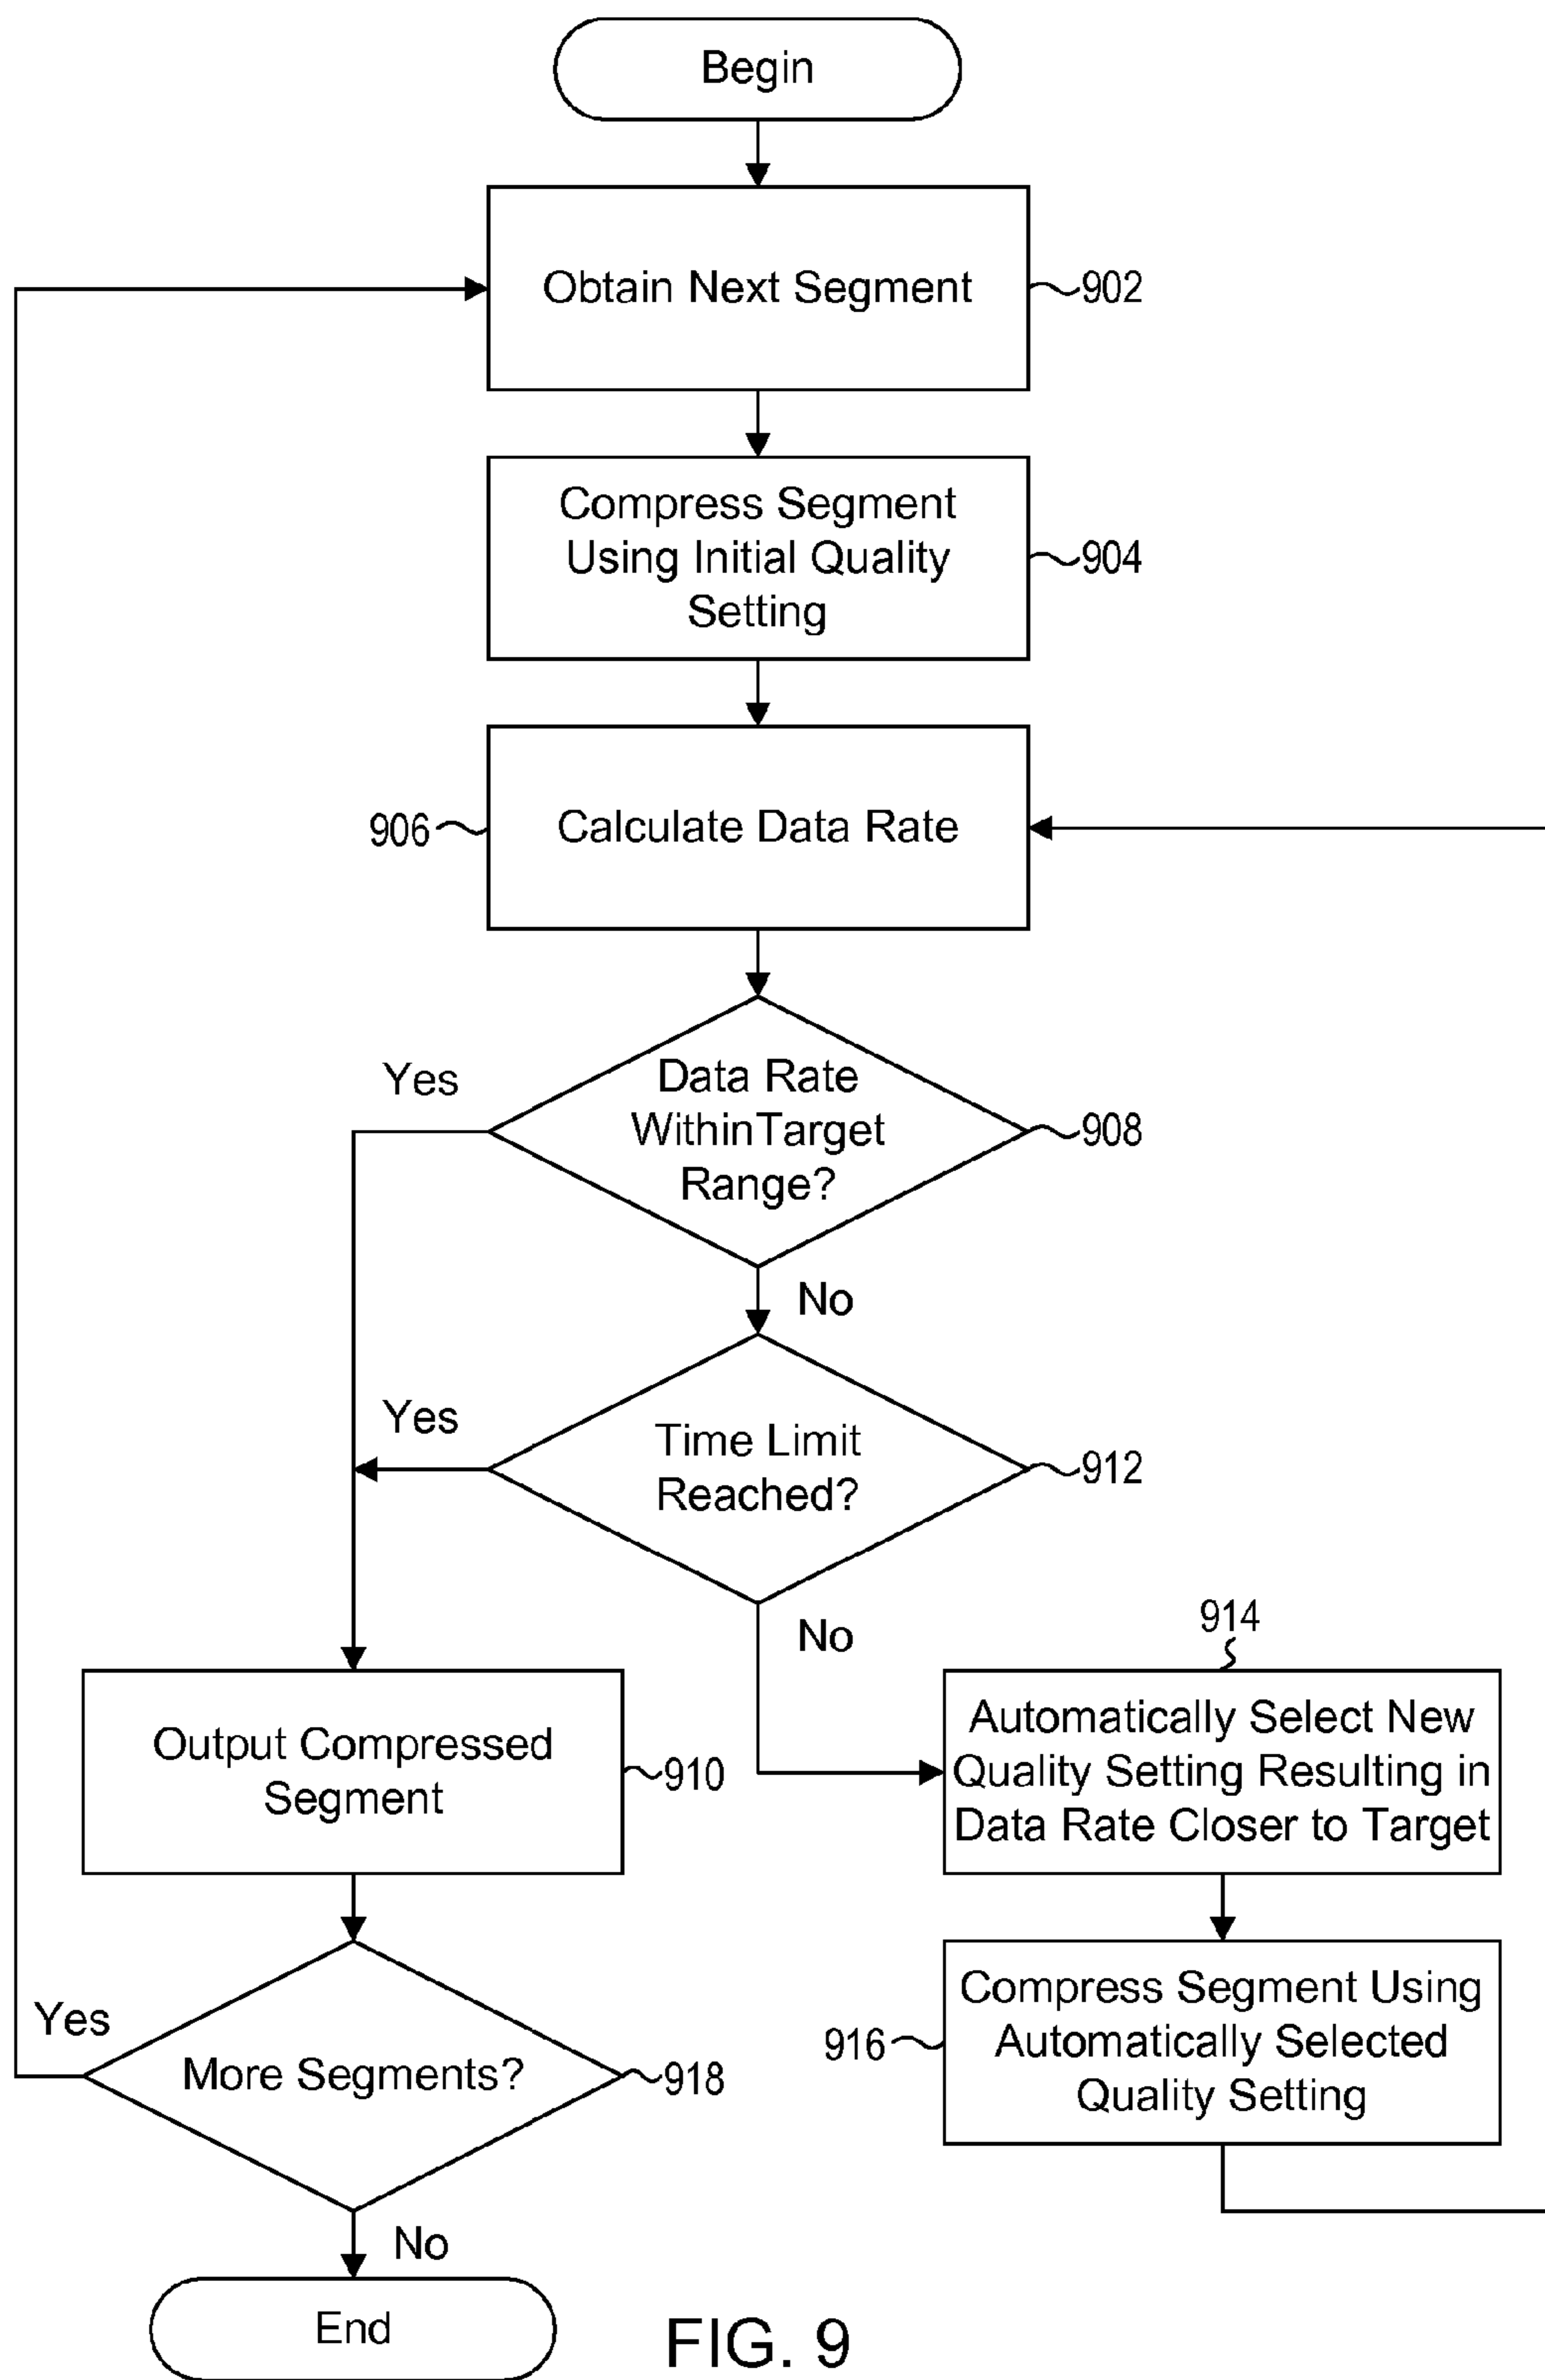 Begin
Obtain Next Segment
902
Compress Segment
Using Initial Quality
Setting
904
906
Calculate Data Rate
Yes
Data Rate
WithinTarget
Range?
908
No
Yes
Time Limit
Reached?
912
No
914
Automatically Select New
Quality Setting Resulting in
Data Rate Closer to Target
Output Compressed
Segment
910
Compress Segment Using
Automatically Selected
Quality Setting
916
Yes
More Segments?
918
No
End
FIG. 9